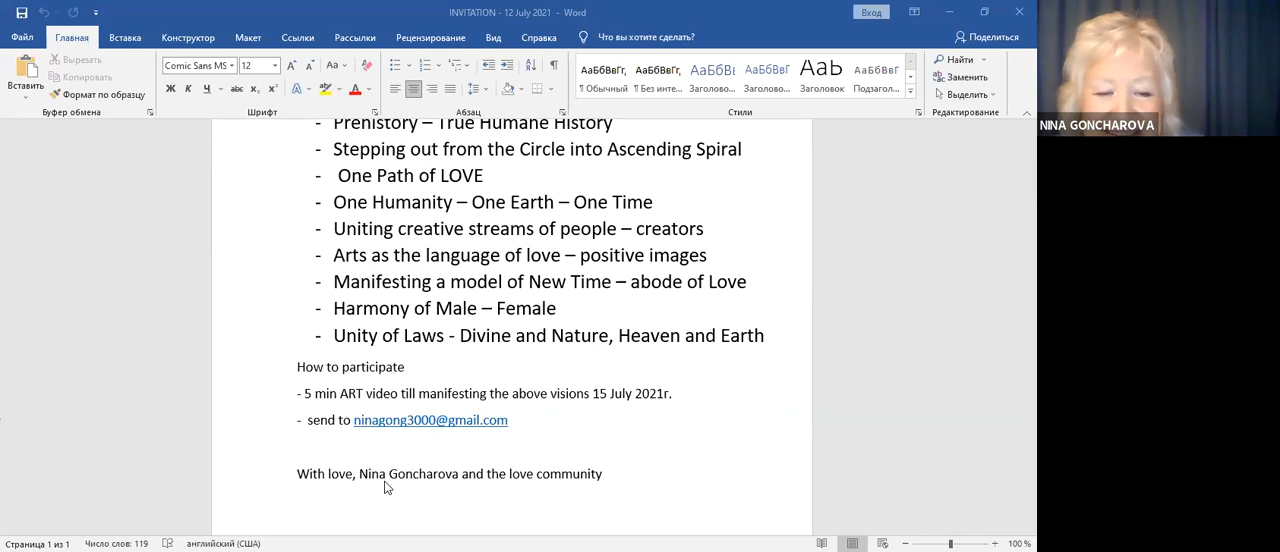 INVITATION - 12 July 2021 - Word
Вход
Файл Главная Вставка Конструктор Макет Ссылки Рассылки Рецензирование Вид Справка Что вы хотите сделать? Поделиться
Вставить
Вырезать
Копировать
Формат по образцу
Буфер обмена
Comic Sans MS 12 Aa
Ж К Ч abc x₂ x² A A
Шрифт
Абзац
АаБбВвГг, АаБбВвГг, АаБбВı АаБбВвГ АаБ АаБбВвГ
¶ Обычный ¶ Без инте... Заголово... Заголово... Заголовок Подзагол...
Стили
Найти
Заменить
Выделить
Редактирование
NINA GONCHAROVA
- Prehistory – True Humane History
- Stepping out from the Circle into Ascending Spiral
- One Path of LOVE
- One Humanity – One Earth – One Time
- Uniting creative streams of people – creators
- Arts as the language of love – positive images
- Manifesting a model of New Time – abode of Love
- Harmony of Male – Female
- Unity of Laws - Divine and Nature, Heaven and Earth
How to participate
- 5 min ART video till manifesting the above visions 15 July 2021г.
- send to ninagong3000@gmail.com
With love, Nina Goncharova and the love community
Страница 1 из 1 Число слов: 119 английский (США) 100 %